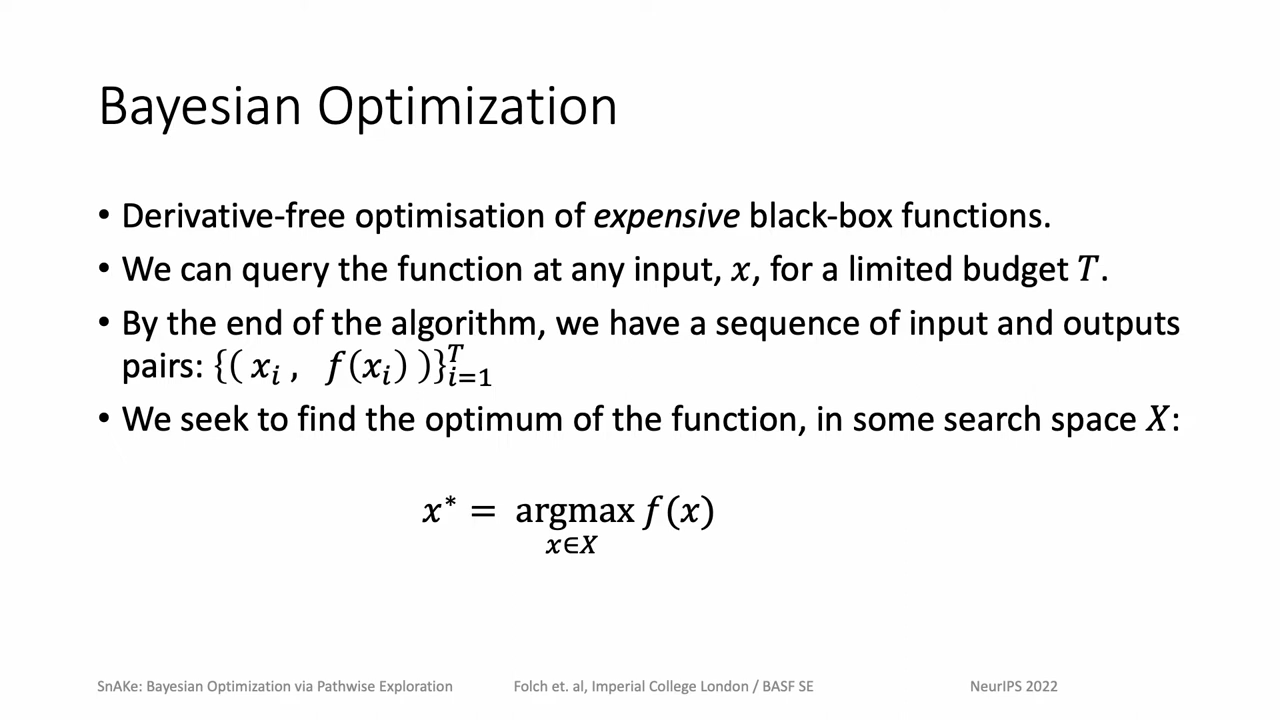 Bayesian Optimization
• Derivative-free optimisation of expensive black-box functions.
• We can query the function at any input, x, for a limited budget T.
• By the end of the algorithm, we have a sequence of input and outputs
pairs: {( x_i , f(x_i) )}_{i=1}^T
• We seek to find the optimum of the function, in some search space X:
x* = argmax f(x)
x∈X
SnAKe: Bayesian Optimization via Pathwise Exploration Folch et. al, Imperial College London / BASF SE NeurIPS 2022